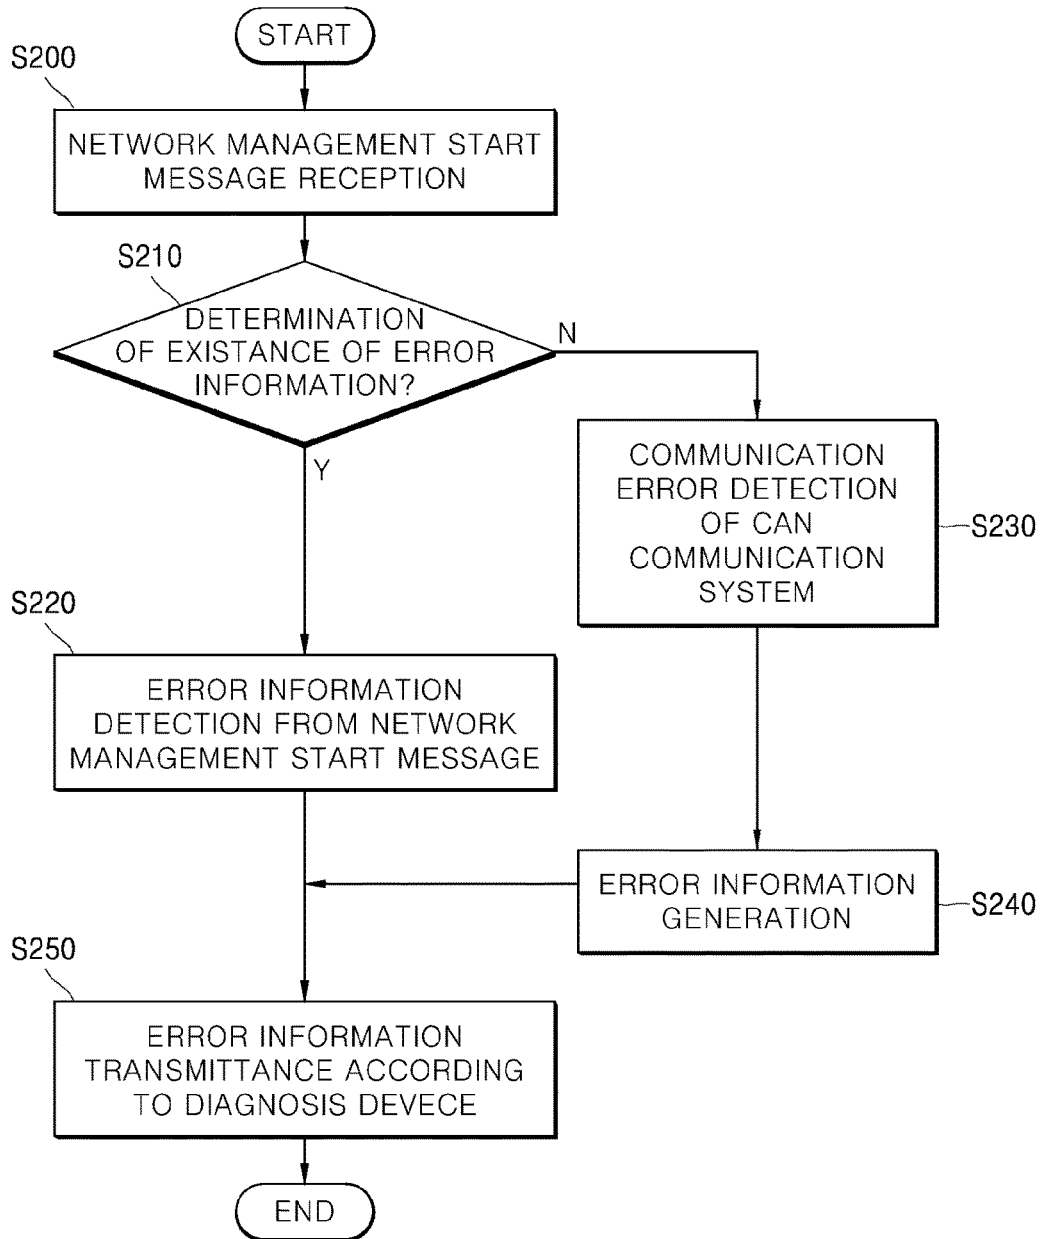 START
S200
NETWORK MANAGEMENT START
MESSAGE RECEPTION
S210
DETERMINATION
OF EXISTANCE OF ERROR
INFORMATION?
N
Y
COMMUNICATION
ERROR DETECTION
OF CAN
COMMUNICATION
SYSTEM
S230
S220
ERROR INFORMATION
DETECTION FROM NETWORK
MANAGEMENT START MESSAGE
ERROR INFORMATION
GENERATION
S240
S250
ERROR INFORMATION
TRANSMITTANCE ACCORDING
TO DIAGNOSIS DEVECE
END